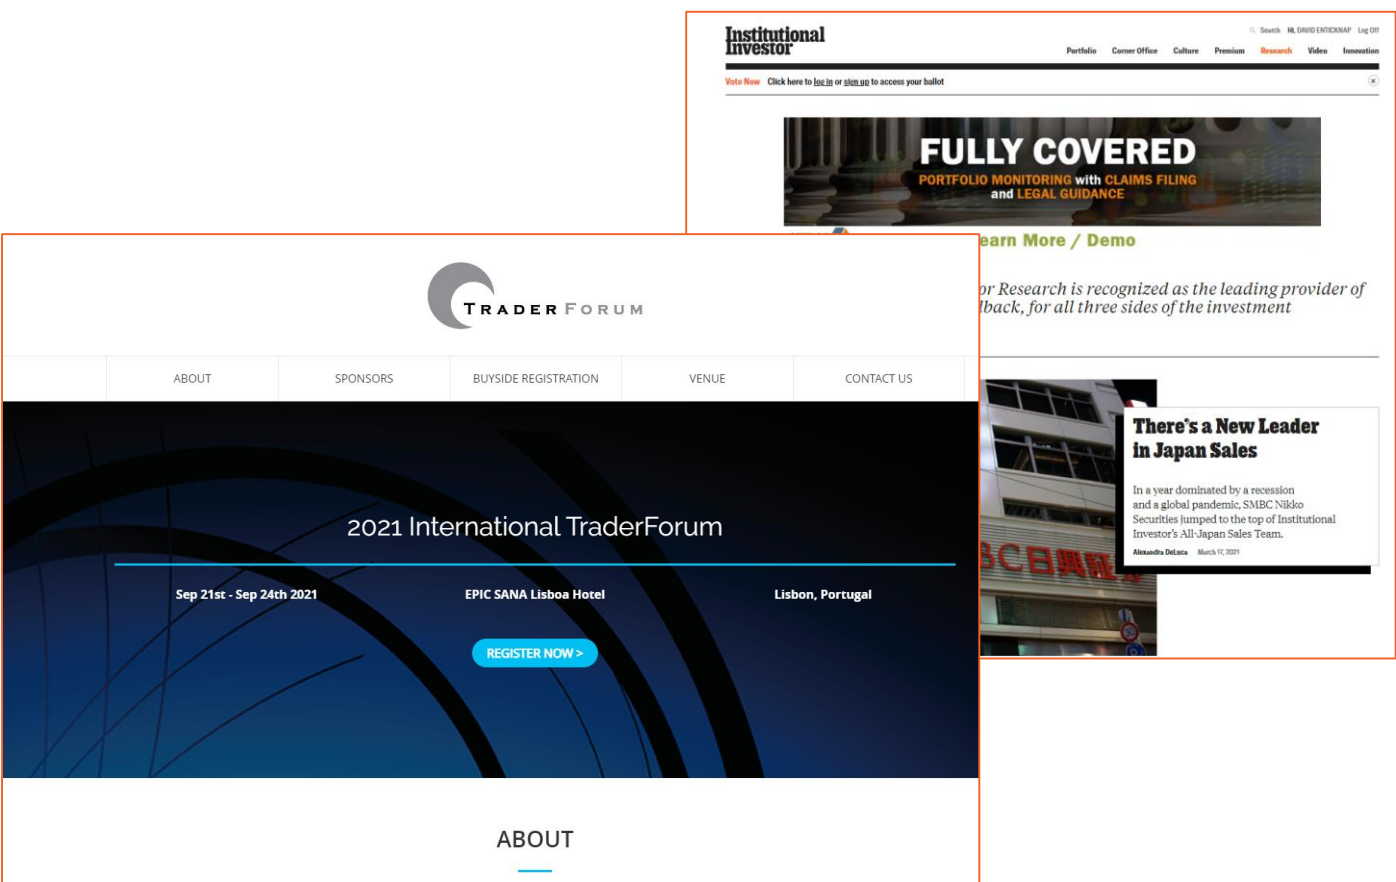 Institutional
Investor
Search HI, DAVID ENTICKNAP Log Off
Portfolio Corner Office Culture Premium Research Video Innovation
Vote Now Click here to log in or sign up to access your ballot
FULLY COVERED
PORTFOLIO MONITORING with CLAIMS FILING
and LEGAL GUIDANCE
earn More / Demo
or Research is recognized as the leading provider of
lback, for all three sides of the investment
There's a New Leader
in Japan Sales
In a year dominated by a recession
and a global pandemic, SMBC Nikko
Securities jumped to the top of Institutional
Investor's All-Japan Sales Team.
Alexandra DeLuca March 17, 2021
BC日興証
TRADER FORUM
ABOUT SPONSORS BUYSIDE REGISTRATION VENUE CONTACT US
2021 International TraderForum
Sep 21st - Sep 24th 2021 EPIC SANA Lisboa Hotel Lisbon, Portugal
REGISTER NOW >
ABOUT